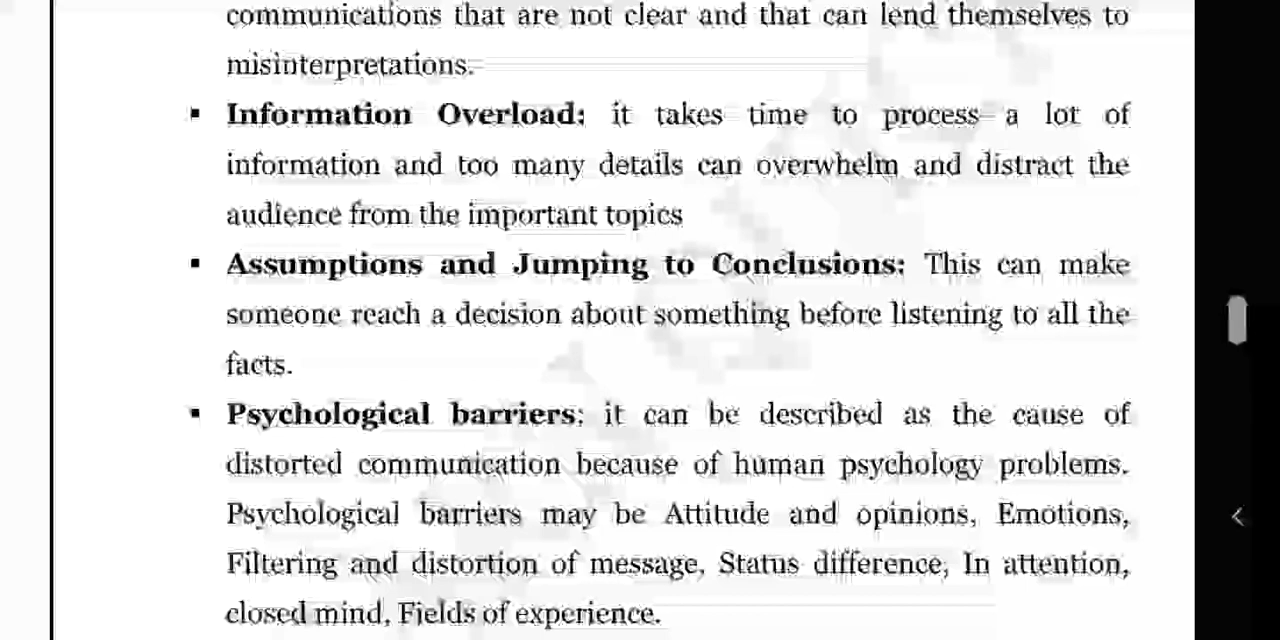 communications that are not clear and that can lend themselves to
misinterpretations.
▪ Information Overload: it takes time to process a lot of
information and too many details can overwhelm and distract the
audience from the important topics
▪ Assumptions and Jumping to Conclusions: This can make
someone reach a decision about something before listening to all the
facts.
▪ Psychological barriers: it can be described as the cause of
distorted communication because of human psychology problems.
Psychological barriers may be Attitude and opinions, Emotions,
Filtering and distortion of message, Status difference, In attention,
closed mind, Fields of experience.